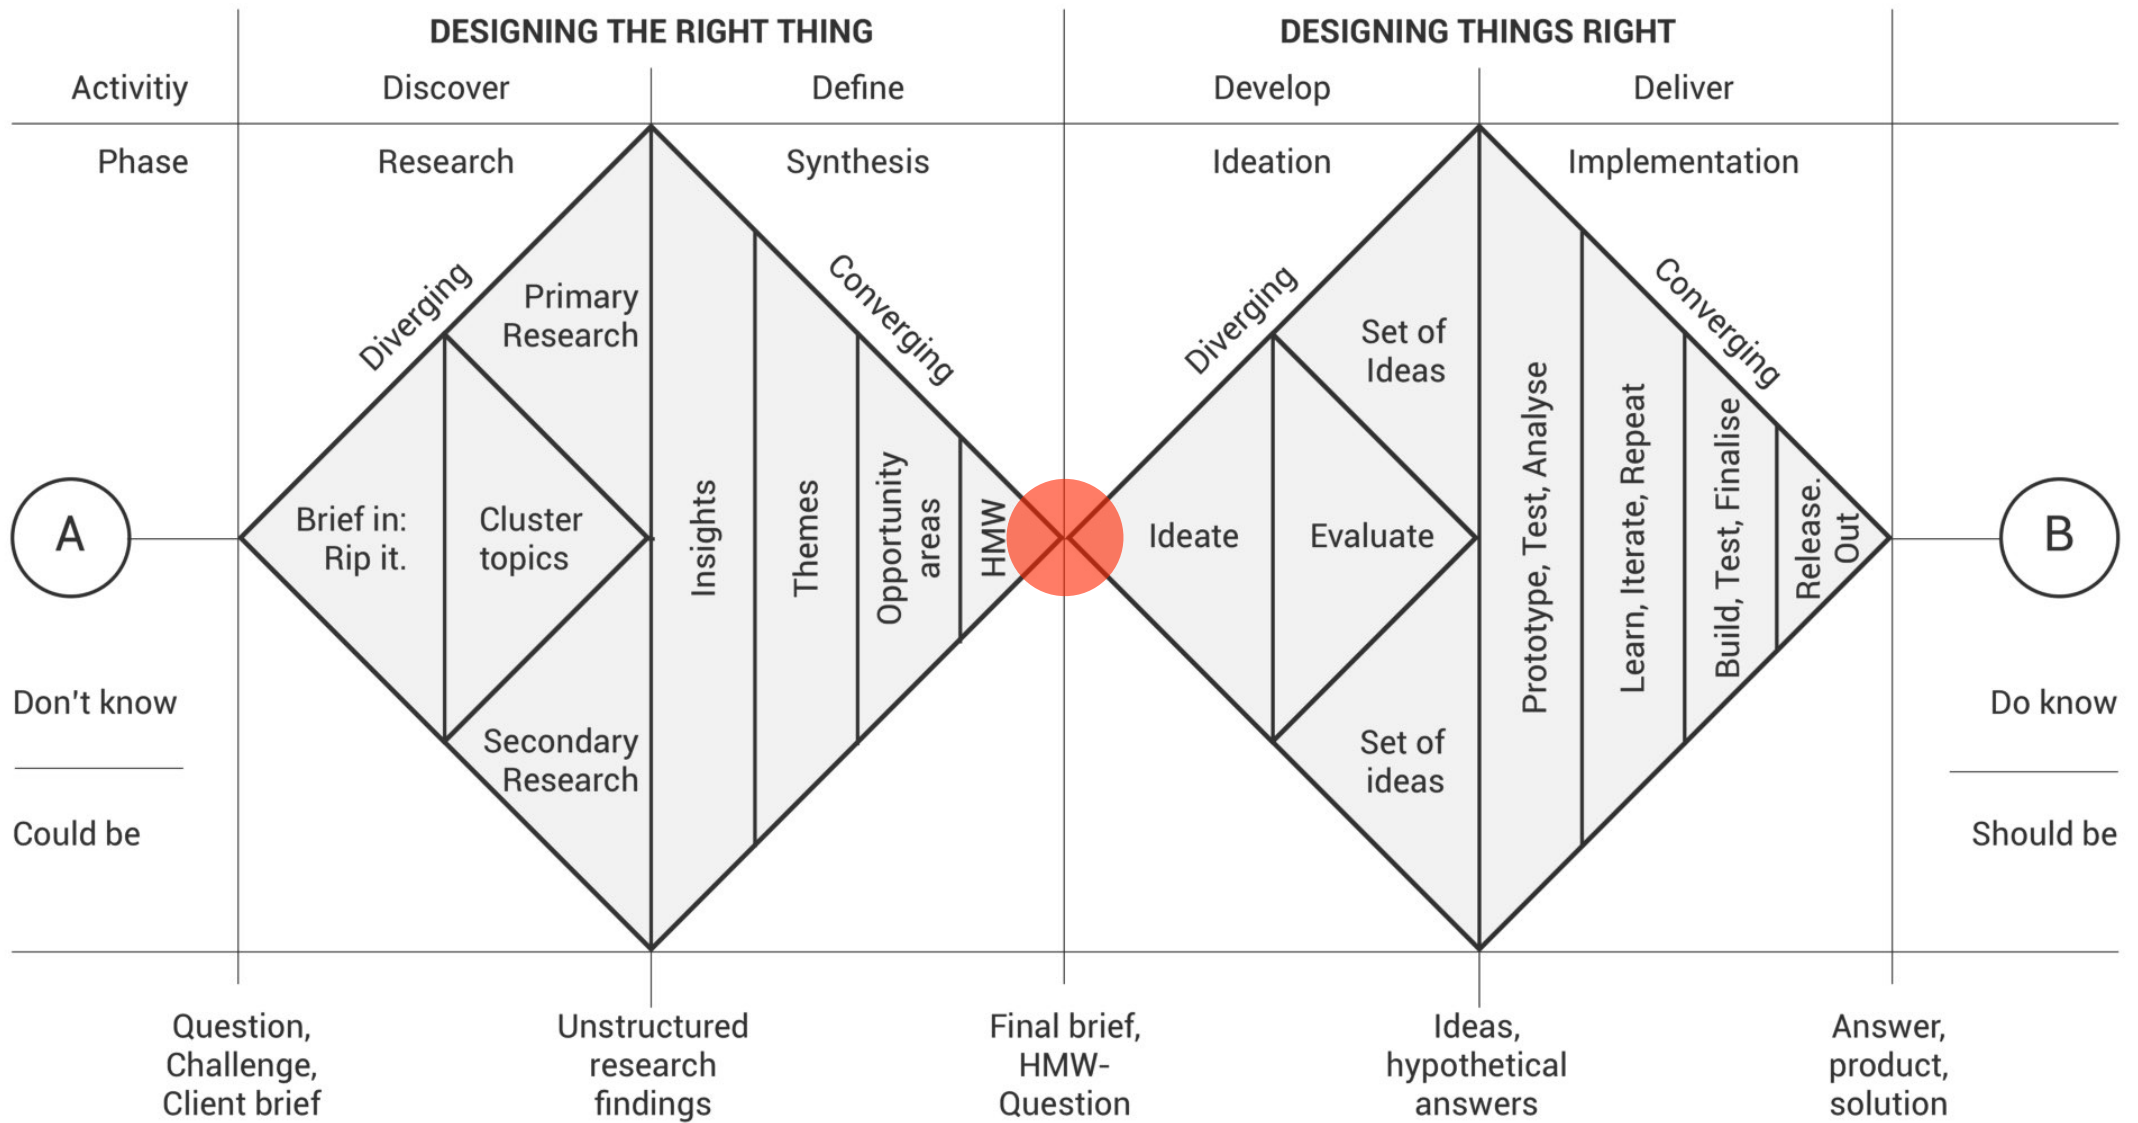 DESIGNING THE RIGHT THING
DESIGNING THINGS RIGHT
Activitiy
Discover
Define
Develop
Deliver
Phase
Research
Synthesis
Ideation
Implementation
Diverging
Converging
Diverging
Converging
Primary
Research
Set of
Ideas
A
Brief in:
Rip it.
Cluster
topics
Insights
Themes
Opportunity
areas
HMW
Ideate
Evaluate
Prototype, Test, Analyse
Learn, Iterate, Repeat
Build, Test, Finalise
Release.
Out
B
Don't know
Could be
Secondary
Research
Set of
ideas
Do know
Should be
Question,
Challenge,
Client brief
Unstructured
research
findings
Final brief,
HMW-
Question
Ideas,
hypothetical
answers
Answer,
product,
solution